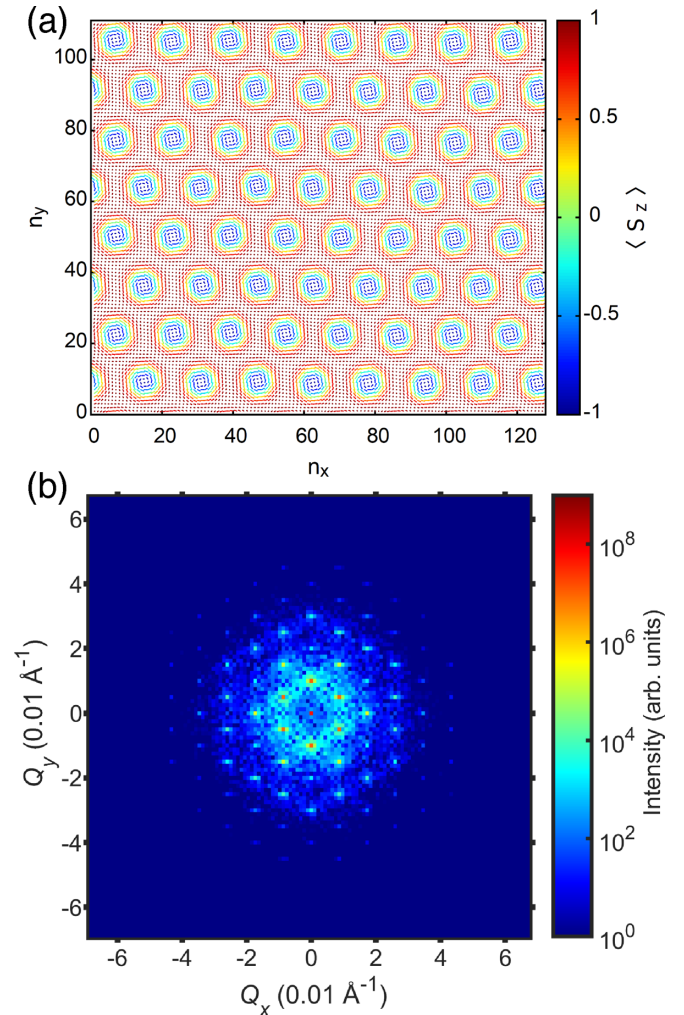 (a)
100
80
60
40
20
0
n_y
0 20 40 60 80 100 120
n_x
1
0.5
0
-0.5
-1
⟨ S_z ⟩
(b)
6
4
2
0
-2
-4
-6
Q_y (0.01 Å^-1)
-6 -4 -2 0 2 4 6
Q_x (0.01 Å^-1)
10^8
10^6
10^4
10^2
10^0
Intensity (arb. units)